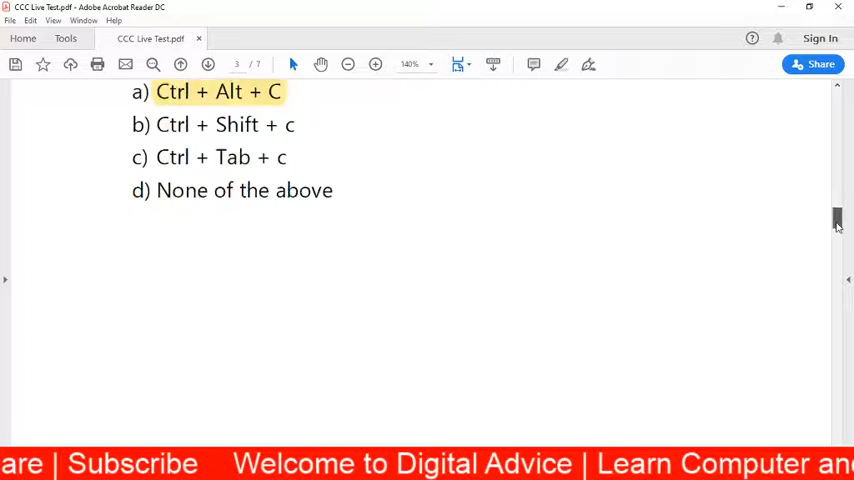 CCC Live Test.pdf - Adobe Acrobat Reader DC
File Edit View Window Help
Home Tools CCC Live Test.pdf × Sign In
3 / 7 140% Share
a) Ctrl + Alt + C
b) Ctrl + Shift + c
c) Ctrl + Tab + c
d) None of the above
are | Subscribe Welcome to Digital Advice | Learn Computer and